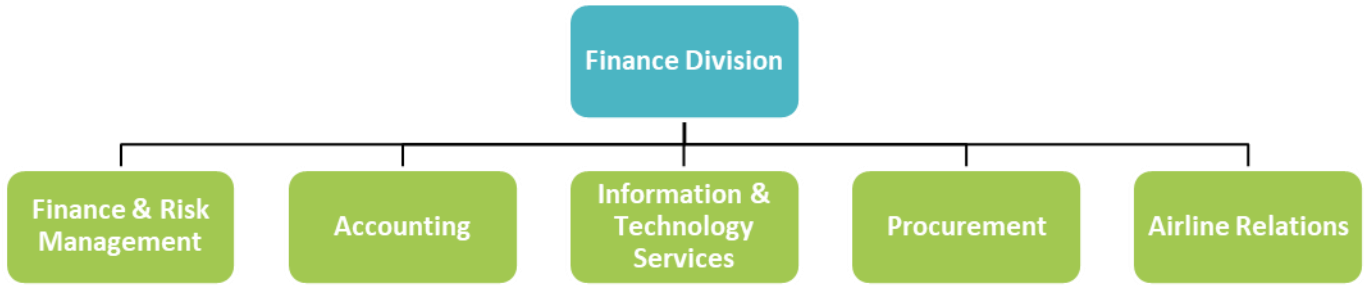 Finance Division
Finance & Risk
Management
Accounting
Information &
Technology
Services
Procurement
Airline Relations